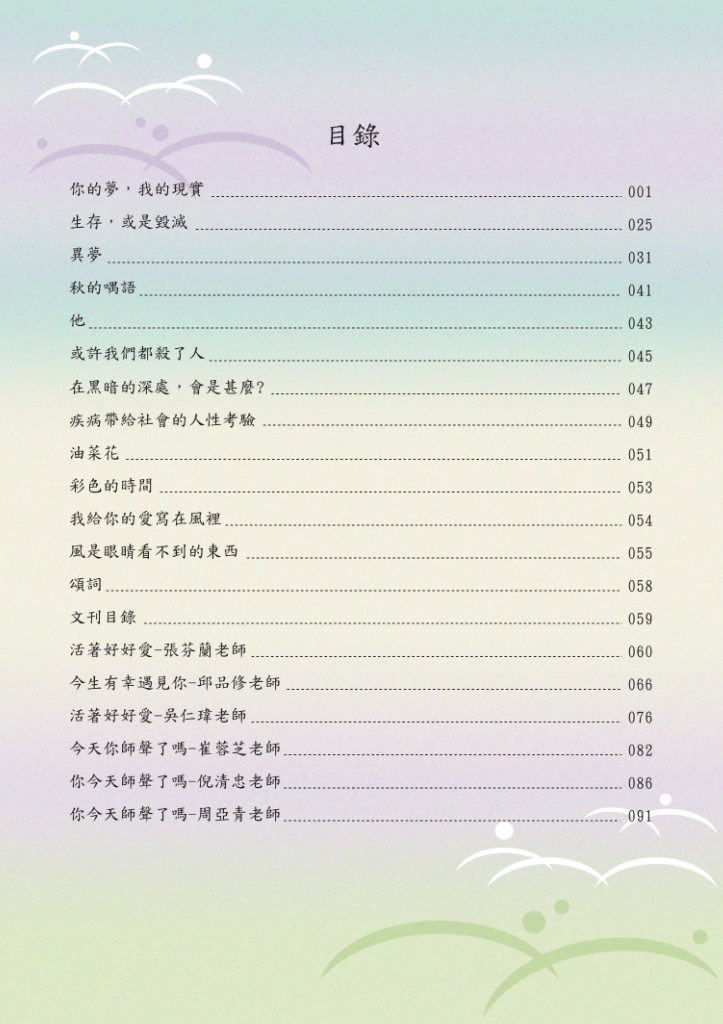 目錄
你的夢，我的現實 001
生存，或是毀滅 025
異夢 031
秋的喁語 041
他 043
或許我們都殺了人 045
在黑暗的深處，會是甚麼? 047
疾病帶給社會的人性考驗 049
油菜花 051
彩色的時間 053
我給你的愛寫在風裡 054
風是眼睛看不到的東西 055
頌詞 058
文刊目錄 059
活著好好愛-張芬蘭老師 060
今生有幸遇見你-邱品修老師 066
活著好好愛-吳仁瑋老師 076
今天你師聲了嗎-崔蓉芝老師 082
你今天師聲了嗎-倪清忠老師 086
你今天師聲了嗎-周亞青老師 091